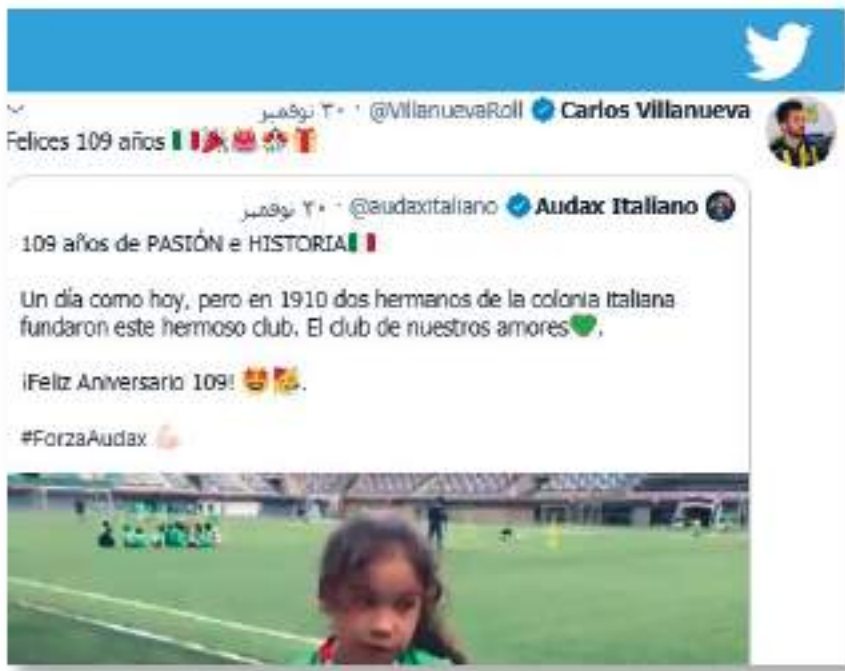 Carlos Villanueva @VillanuevaRoll · ٣٠ نوفمبر
Felices 109 años
Audax Italiano @audaxitaliano · ٣٠ نوفمبر
109 años de PASIÓN e HISTORIA
Un día como hoy, pero en 1910 dos hermanos de la colonia italiana
fundaron este hermoso club. El club de nuestros amores💚.
¡Feliz Aniversario 109! 🤩🥳.
#ForzaAudax 💪🏻